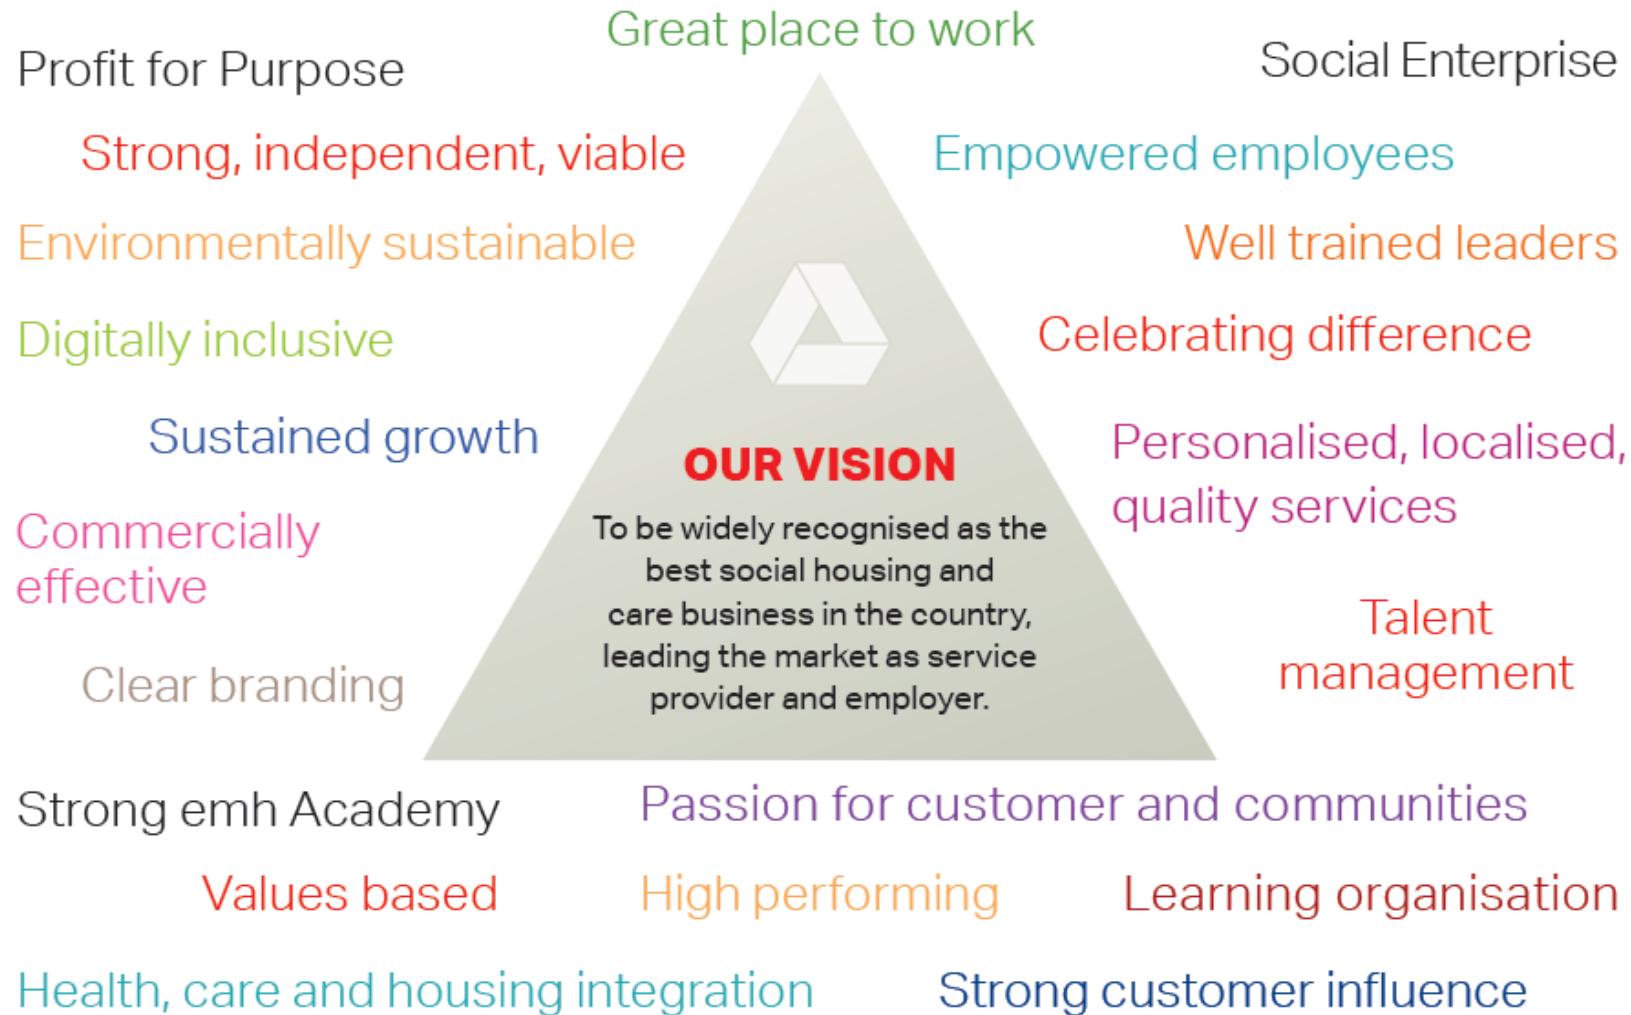 Great place to work
Profit for Purpose
Social Enterprise
Strong, independent, viable
Empowered employees
Environmentally sustainable
Well trained leaders
Digitally inclusive
Celebrating difference
Sustained growth
Personalised, localised,
quality services
OUR VISION
To be widely recognised as the
best social housing and
care business in the country,
leading the market as service
provider and employer.
Commercially
effective
Talent
management
Clear branding
Strong emh Academy
Passion for customer and communities
Values based
High performing
Learning organisation
Health, care and housing integration
Strong customer influence